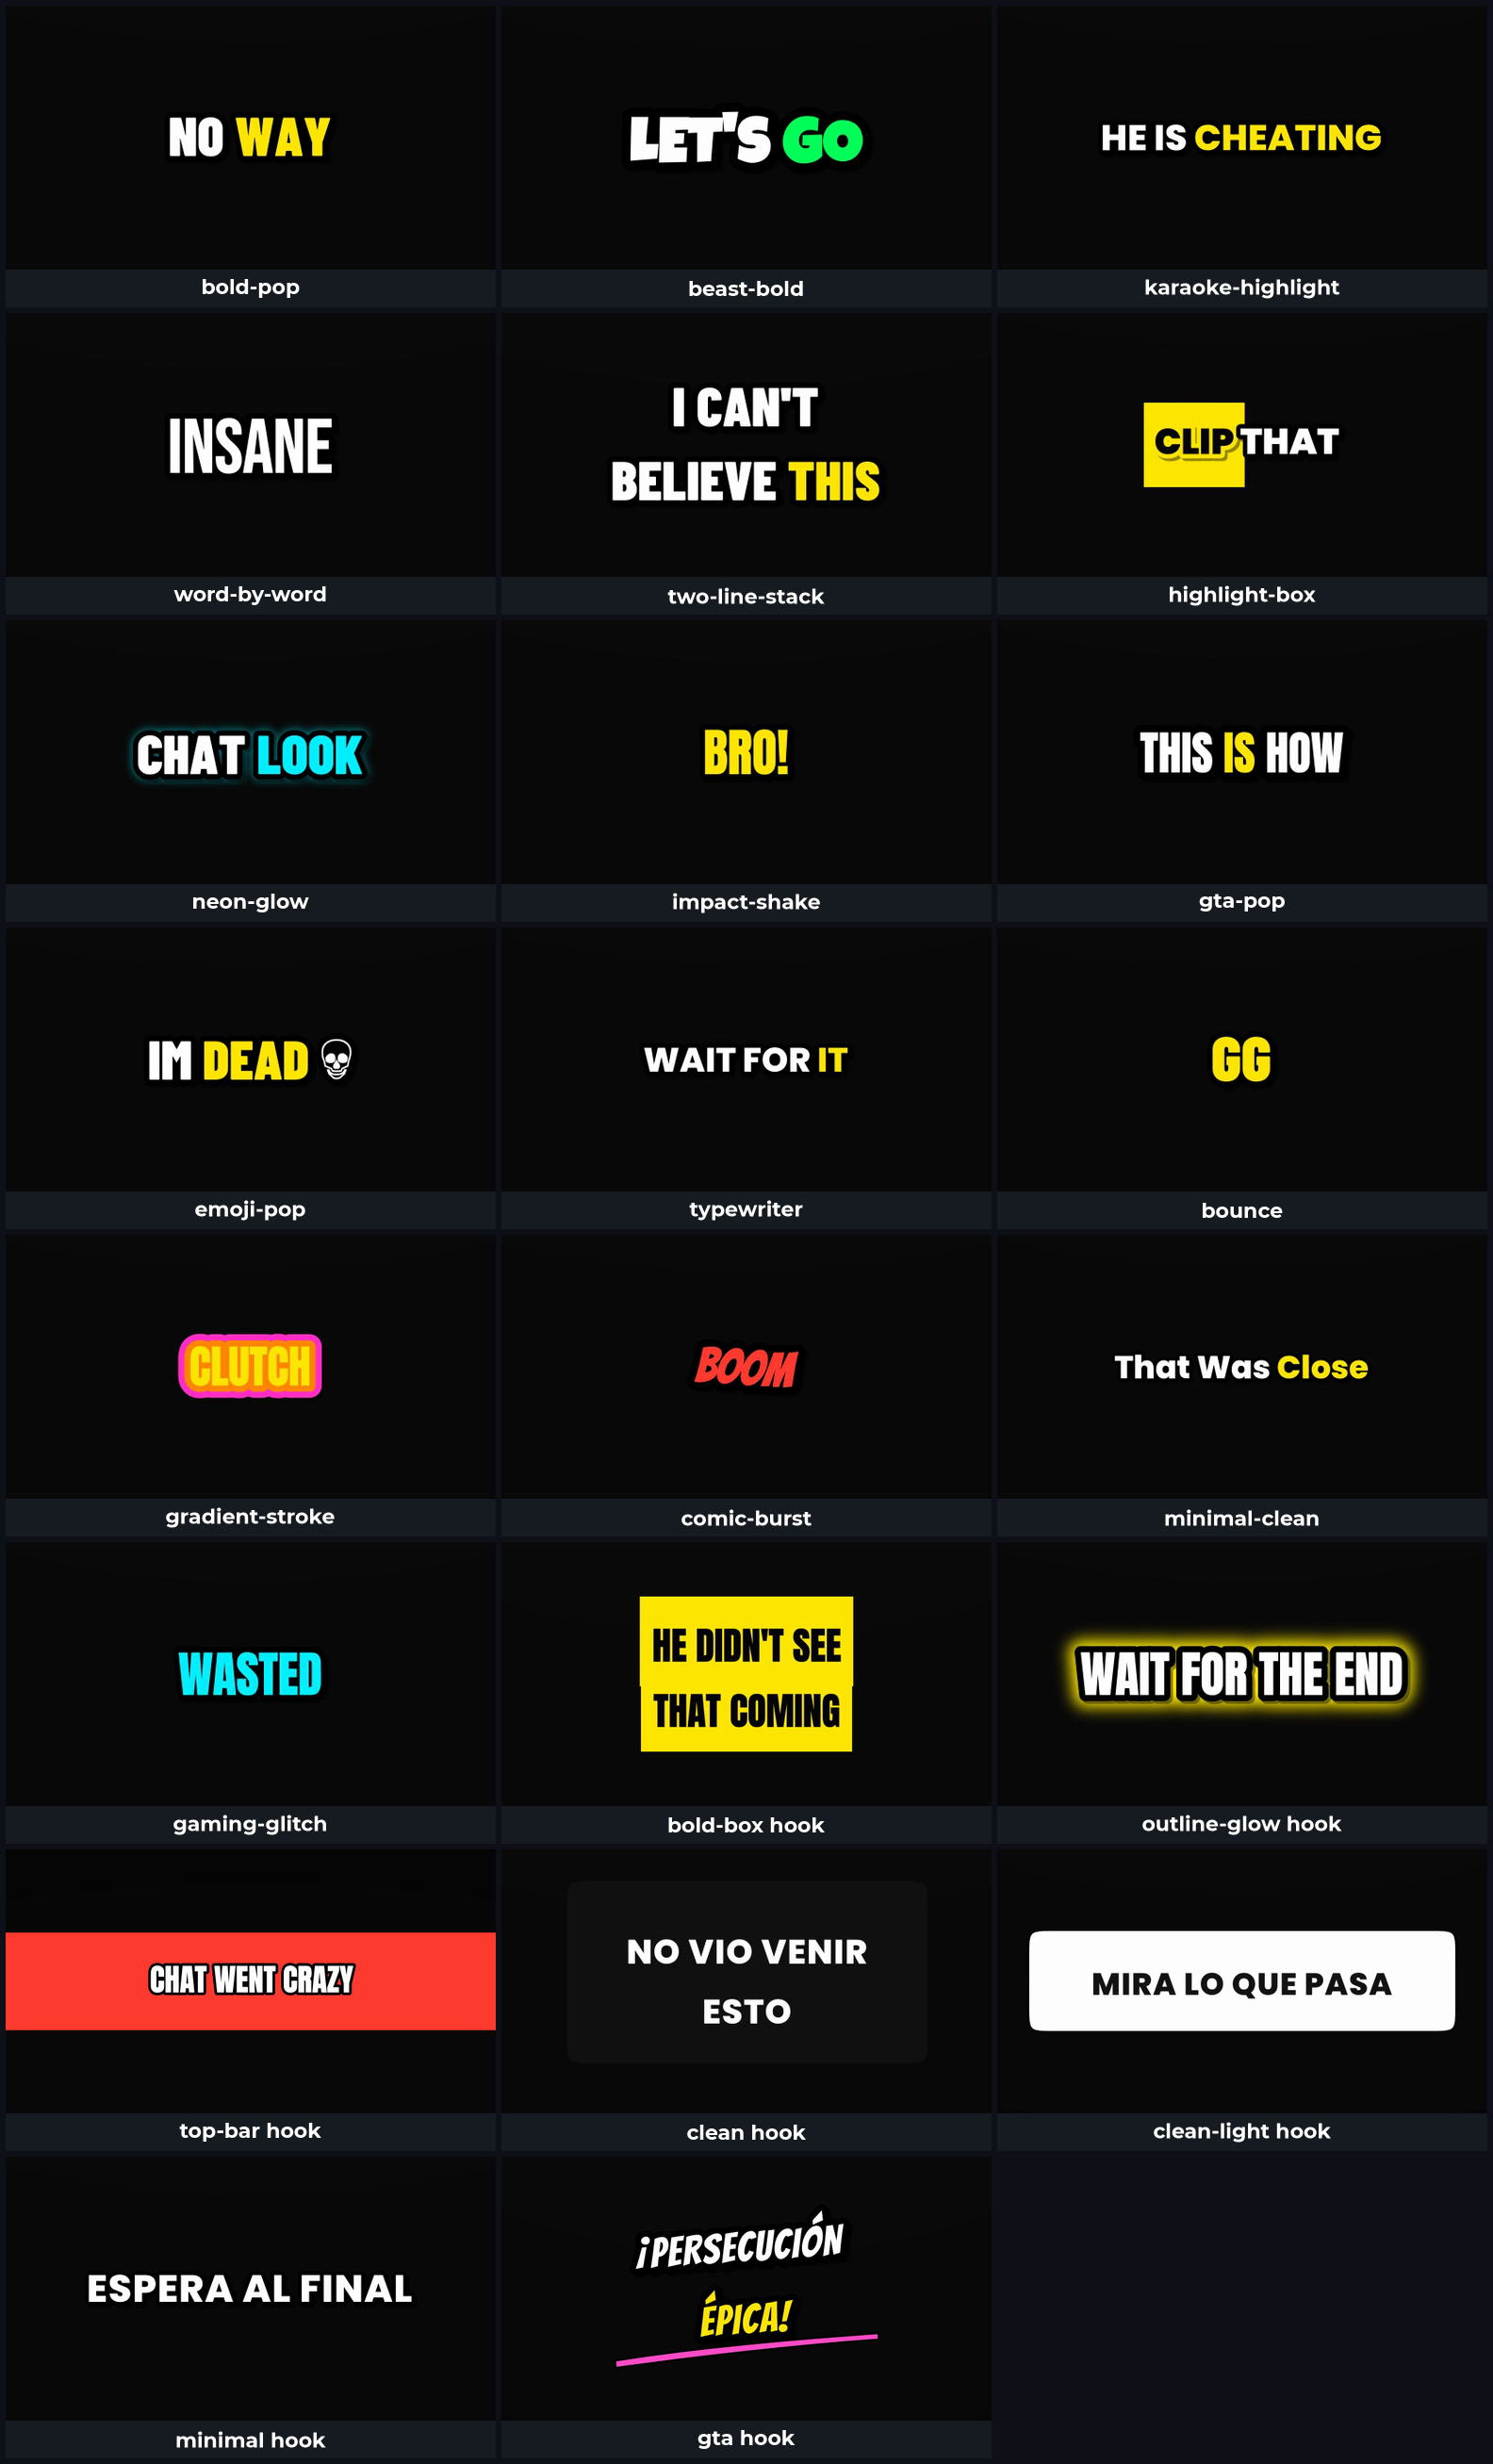 NO WAY
LET'S GO
HE IS CHEATING
bold-pop
beast-bold
karaoke-highlight
INSANE
I CAN'T
BELIEVE THIS
CLIP THAT
word-by-word
two-line-stack
highlight-box
CHAT LOOK
BRO!
THIS IS HOW
neon-glow
impact-shake
gta-pop
IM DEAD 💀
WAIT FOR IT
GG
emoji-pop
typewriter
bounce
CLUTCH
BOOM
That Was Close
gradient-stroke
comic-burst
minimal-clean
WASTED
HE DIDN'T SEE
THAT COMING
WAIT FOR THE END
gaming-glitch
bold-box hook
outline-glow hook
CHAT WENT CRAZY
NO VIO VENIR
ESTO
MIRA LO QUE PASA
top-bar hook
clean hook
clean-light hook
ESPERA AL FINAL
¡PERSECUCIÓN
ÉPICA!
minimal hook
gta hook